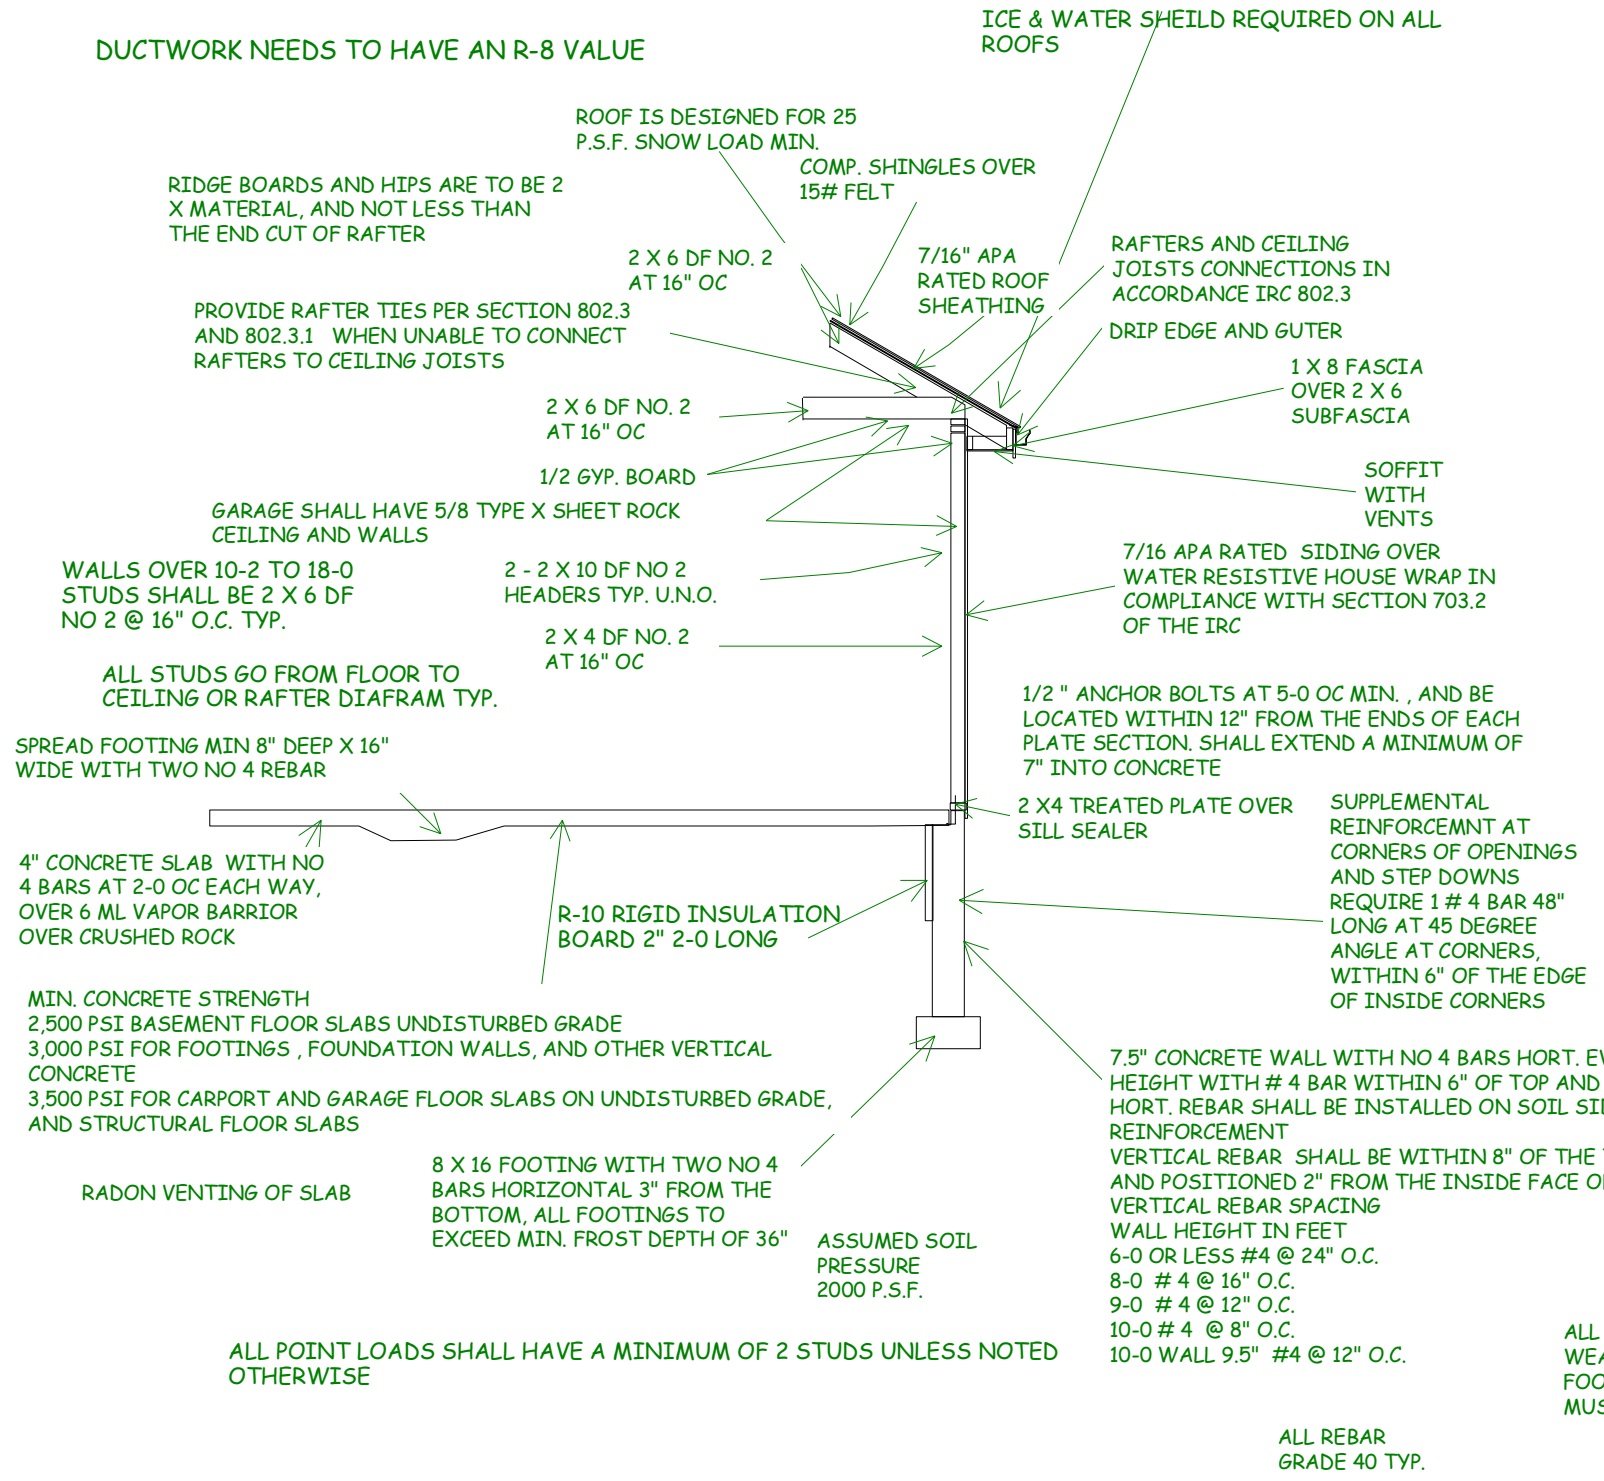 ICE & WATER SHEILD REQUIRED ON ALL
ROOFS
DUCTWORK NEEDS TO HAVE AN R-8 VALUE
ROOF IS DESIGNED FOR 25
P.S.F. SNOW LOAD MIN.
COMP. SHINGLES OVER
15# FELT
RIDGE BOARDS AND HIPS ARE TO BE 2
X MATERIAL, AND NOT LESS THAN
THE END CUT OF RAFTER
2 X 6 DF NO. 2
AT 16" OC
7/16" APA
RATED ROOF
SHEATHING
RAFTERS AND CEILING
JOISTS CONNECTIONS IN
ACCORDANCE IRC 802.3
PROVIDE RAFTER TIES PER SECTION 802.3
AND 802.3.1 WHEN UNABLE TO CONNECT
RAFTERS TO CEILING JOISTS
DRIP EDGE AND GUTER
1 X 8 FASCIA
OVER 2 X 6
SUBFASCIA
2 X 6 DF NO. 2
AT 16" OC
1/2 GYP. BOARD
SOFFIT
WITH
VENTS
GARAGE SHALL HAVE 5/8 TYPE X SHEET ROCK
CEILING AND WALLS
WALLS OVER 10-2 TO 18-0
STUDS SHALL BE 2 X 6 DF
NO 2 @ 16" O.C. TYP.
2 - 2 X 10 DF NO 2
HEADERS TYP. U.N.O.
7/16 APA RATED SIDING OVER
WATER RESISTIVE HOUSE WRAP IN
COMPLIANCE WITH SECTION 703.2
OF THE IRC
2 X 4 DF NO. 2
AT 16" OC
ALL STUDS GO FROM FLOOR TO
CEILING OR RAFTER DIAFRAM TYP.
1/2 " ANCHOR BOLTS AT 5-0 OC MIN. , AND BE
LOCATED WITHIN 12" FROM THE ENDS OF EACH
PLATE SECTION. SHALL EXTEND A MINIMUM OF
7" INTO CONCRETE
SPREAD FOOTING MIN 8" DEEP X 16"
WIDE WITH TWO NO 4 REBAR
2 X4 TREATED PLATE OVER
SILL SEALER
SUPPLEMENTAL
REINFORCEMNT AT
CORNERS OF OPENINGS
AND STEP DOWNS
REQUIRE 1 # 4 BAR 48"
LONG AT 45 DEGREE
ANGLE AT CORNERS,
WITHIN 6" OF THE EDGE
OF INSIDE CORNERS
4" CONCRETE SLAB WITH NO
4 BARS AT 2-0 OC EACH WAY,
OVER 6 ML VAPOR BARRIOR
OVER CRUSHED ROCK
R-10 RIGID INSULATION
BOARD 2" 2-0 LONG
MIN. CONCRETE STRENGTH
2,500 PSI BASEMENT FLOOR SLABS UNDISTURBED GRADE
3,000 PSI FOR FOOTINGS , FOUNDATION WALLS, AND OTHER VERTICAL
CONCRETE
3,500 PSI FOR CARPORT AND GARAGE FLOOR SLABS ON UNDISTURBED GRADE,
AND STRUCTURAL FLOOR SLABS
7.5" CONCRETE WALL WITH NO 4 BARS HORT.
HEIGHT WITH # 4 BAR WITHIN 6" OF TOP AND
HORT. REBAR SHALL BE INSTALLED ON SOIL
REINFORCEMENT
VERTICAL REBAR SHALL BE WITHIN 8" OF THE
AND POSITIONED 2" FROM THE INSIDE FACE
VERTICAL REBAR SPACING
WALL HEIGHT IN FEET
6-0 OR LESS #4 @ 24" O.C.
8-0 # 4 @ 16" O.C.
9-0 # 4 @ 12" O.C.
10-0 # 4 @ 8" O.C.
10-0 WALL 9.5" #4 @ 12" O.C.
8 X 16 FOOTING WITH TWO NO 4
BARS HORIZONTAL 3" FROM THE
BOTTOM, ALL FOOTINGS TO
EXCEED MIN. FROST DEPTH OF 36"
RADON VENTING OF SLAB
ASSUMED SOIL
PRESSURE
2000 P.S.F.
ALL POINT LOADS SHALL HAVE A MINIMUM OF 2 STUDS UNLESS NOTED
OTHERWISE
ALL
ALL REBAR
GRADE 40 TYP.